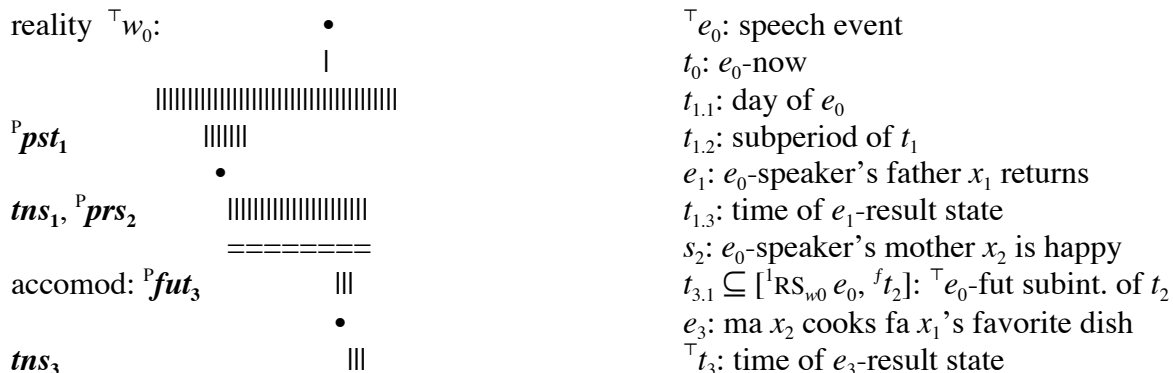 reality ᵀw₀: • ᵀe₀: speech event
| t₀: e₀-now
|||||||||||||||||||||||||||||||||||||| t₁.₁: day of e₀
ᴾpst₁ ||||||| t₁.₂: subperiod of t₁
• e₁: e₀-speaker’s father x₁ returns
tns₁, ᴾprs₂ |||||||||||||||||||||| t₁.₃: time of e₁-result state
======== s₂: e₀-speaker’s mother x₂ is happy
accomod: ᴾfut₃ ||| t₃.₁ ⊆ [¹RS_w0 e₀, ᶠt₂]: ᵀe₀-fut subint. of t₂
• e₃: ma x₂ cooks fa x₁’s favorite dish
tns₃ ||| ᵀt₃: time of e₃-result state